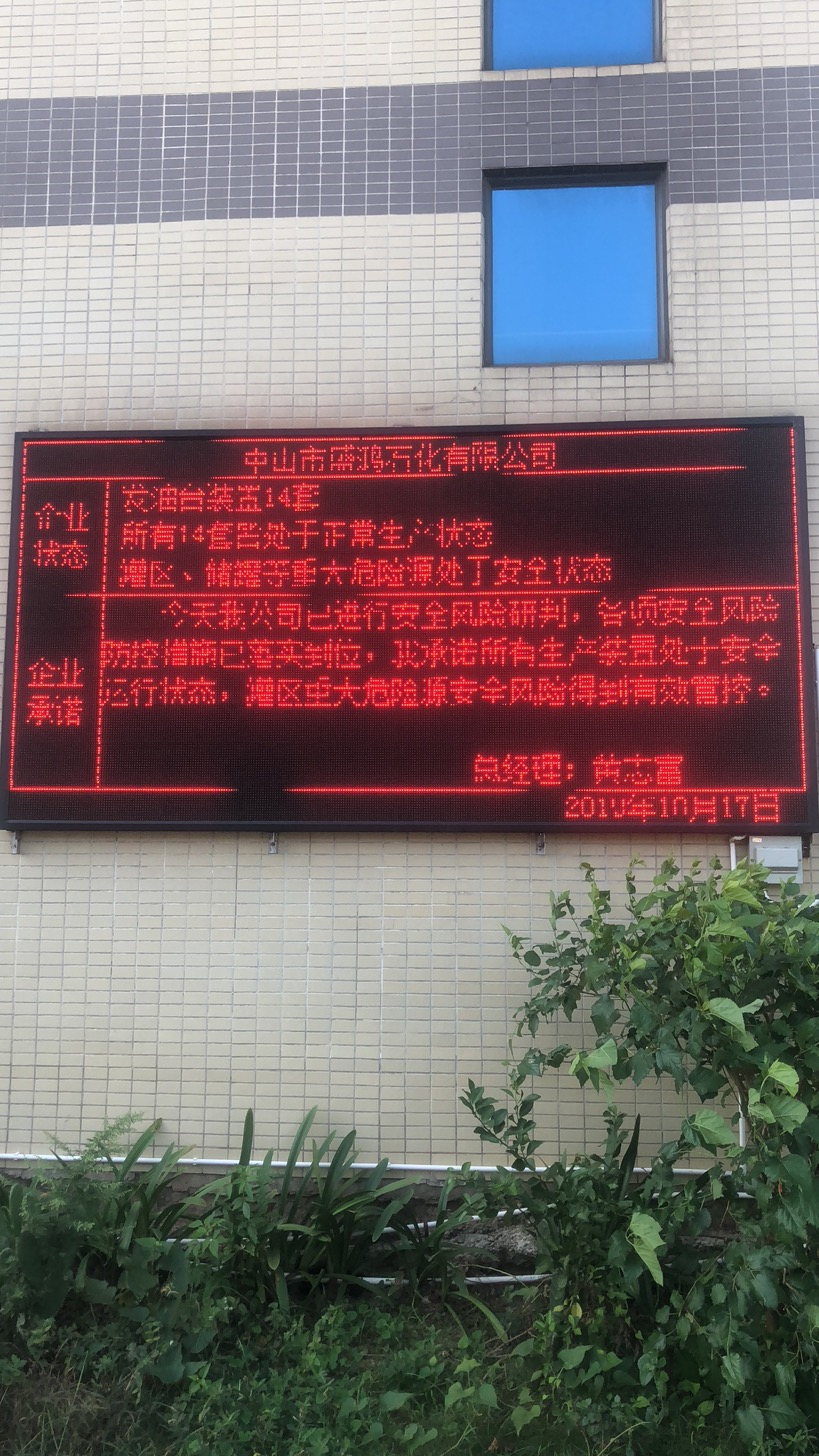 中山市鸿石化有限公司
企业
状态
发油台装置14套
所有14套皆处于正常生产状态
灌区、储罐等重大危险源处于安全状态
企业
承诺
今天我公司已进行安全风险研判，各项安全风险
防控措施已落实到位，我承诺所有生产装置处于安全
运行状态，灌区重大危险源安全风险得到有效管控。
总经理：黄志富
2019年10月17日